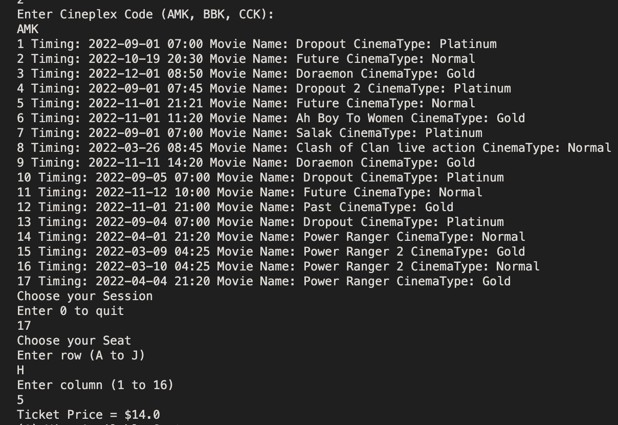 2
Enter Cineplex Code (AMK, BBK, CCK):
AMK
1 Timing: 2022-09-01 07:00 Movie Name: Dropout CinemaType: Platinum
2 Timing: 2022-10-19 20:30 Movie Name: Future CinemaType: Normal
3 Timing: 2022-12-01 08:50 Movie Name: Doraemon CinemaType: Gold
4 Timing: 2022-09-01 07:45 Movie Name: Dropout 2 CinemaType: Platinum
5 Timing: 2022-11-01 21:21 Movie Name: Future CinemaType: Normal
6 Timing: 2022-11-01 11:20 Movie Name: Ah Boy To Women CinemaType: Gold
7 Timing: 2022-09-01 07:00 Movie Name: Salak CinemaType: Platinum
8 Timing: 2022-03-26 08:45 Movie Name: Clash of Clan live action CinemaType: Normal
9 Timing: 2022-11-11 14:20 Movie Name: Doraemon CinemaType: Gold
10 Timing: 2022-09-05 07:00 Movie Name: Dropout CinemaType: Platinum
11 Timing: 2022-11-12 10:00 Movie Name: Future CinemaType: Normal
12 Timing: 2022-11-01 21:00 Movie Name: Past CinemaType: Gold
13 Timing: 2022-09-04 07:00 Movie Name: Dropout CinemaType: Platinum
14 Timing: 2022-04-01 21:20 Movie Name: Power Ranger CinemaType: Normal
15 Timing: 2022-03-09 04:25 Movie Name: Power Ranger 2 CinemaType: Gold
16 Timing: 2022-03-10 04:25 Movie Name: Power Ranger 2 CinemaType: Normal
17 Timing: 2022-04-04 21:20 Movie Name: Power Ranger CinemaType: Gold
Choose your Session
Enter 0 to quit
17
Choose your Seat
Enter row (A to J)
H
Enter column (1 to 16)
5
Ticket Price = $14.0